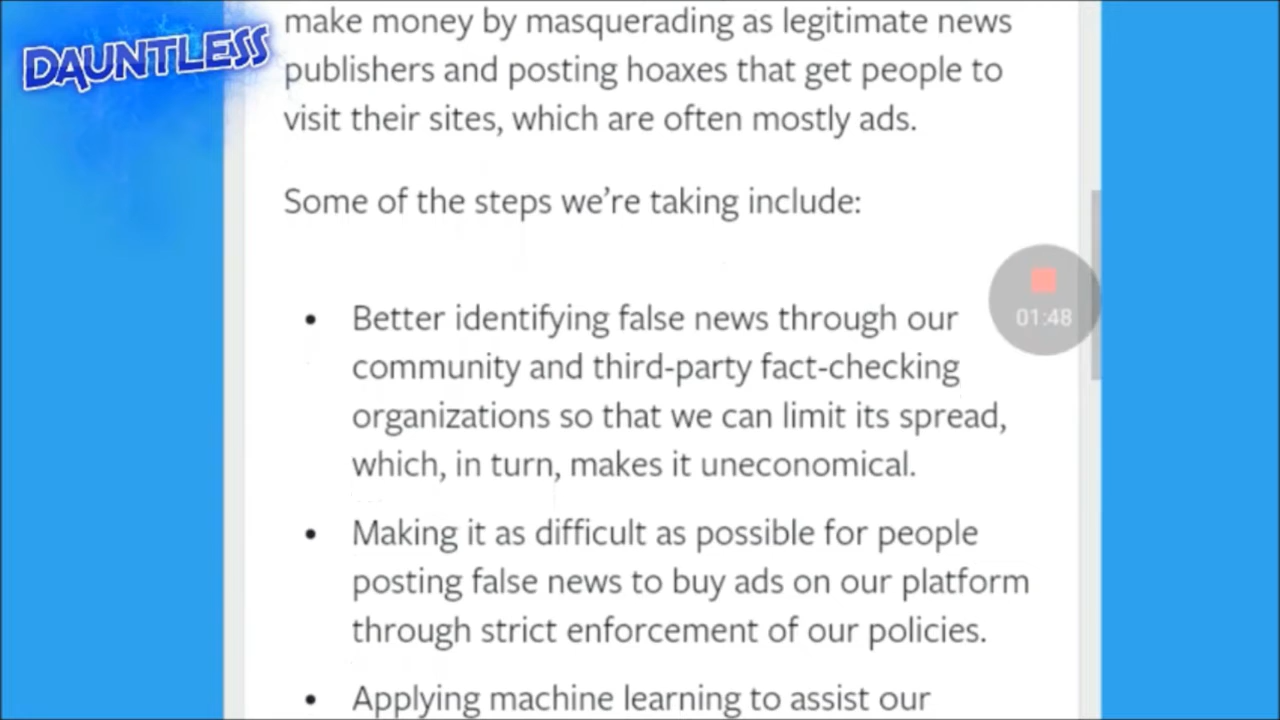 DAUNTLESS
make money by masquerading as legitimate news
publishers and posting hoaxes that get people to
visit their sites, which are often mostly ads.
Some of the steps we’re taking include:
• Better identifying false news through our
community and third-party fact-checking
organizations so that we can limit its spread,
which, in turn, makes it uneconomical.
01:48
• Making it as difficult as possible for people
posting false news to buy ads on our platform
through strict enforcement of our policies.
• Applying machine learning to assist our